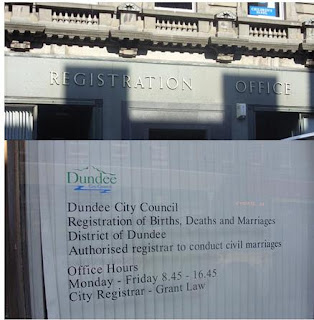 REGISTRATION OFFICE
Dundee
Dundee City Council
Registration of Births, Deaths and Marriages
District of Dundee
Authorised registrar to conduct civil marriages
Office Hours
Monday - Friday 8.45 - 16.45
City Registrar - Grant Law